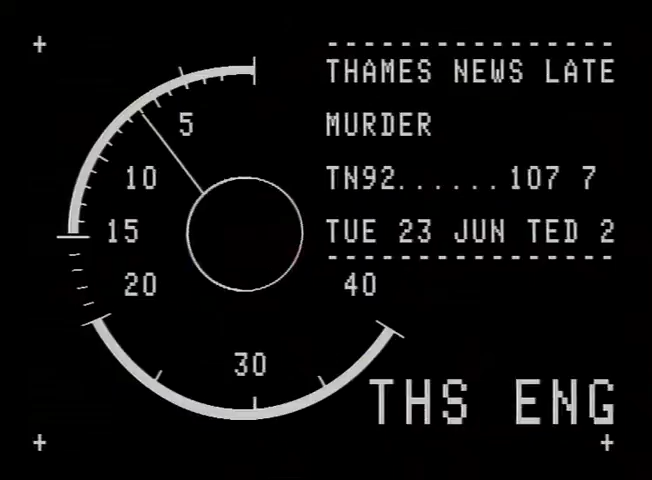 THAMES NEWS LATE
MURDER
TN92......107 7
TUE 23 JUN TED 2
5
10
15
20
30
40
THS ENG